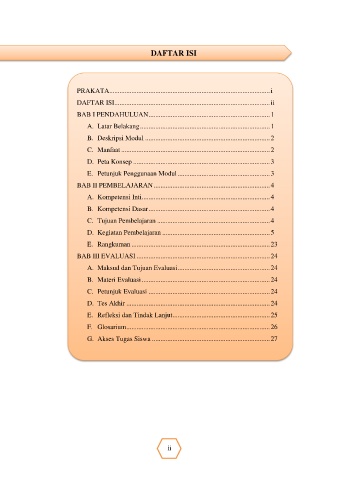 DAFTAR ISI
PRAKATA.....i
DAFTAR ISI.....ii
BAB I PENDAHULUAN.....1
A. Latar Belakang.....1
B. Deskripsi Modul.....2
C. Manfaat.....2
D. Peta Konsep.....3
E. Petunjuk Penggunaan Modul.....3
BAB II PEMBELAJARAN.....4
A. Kompetensi Inti.....4
B. Kompetensi Dasar.....4
C. Tujuan Pembelajaran.....4
D. Kegiatan Pembelajaran.....5
E. Rangkuman.....23
BAB III EVALUASI.....24
A. Maksud dan Tujuan Evaluasi.....24
B. Materi Evaluasi.....24
C. Petunjuk Evaluasi.....24
D. Tes Akhir.....24
E. Refleksi dan Tindak Lanjut.....25
F. Glosarium.....26
G. Akses Tugas Siswa.....27
ii